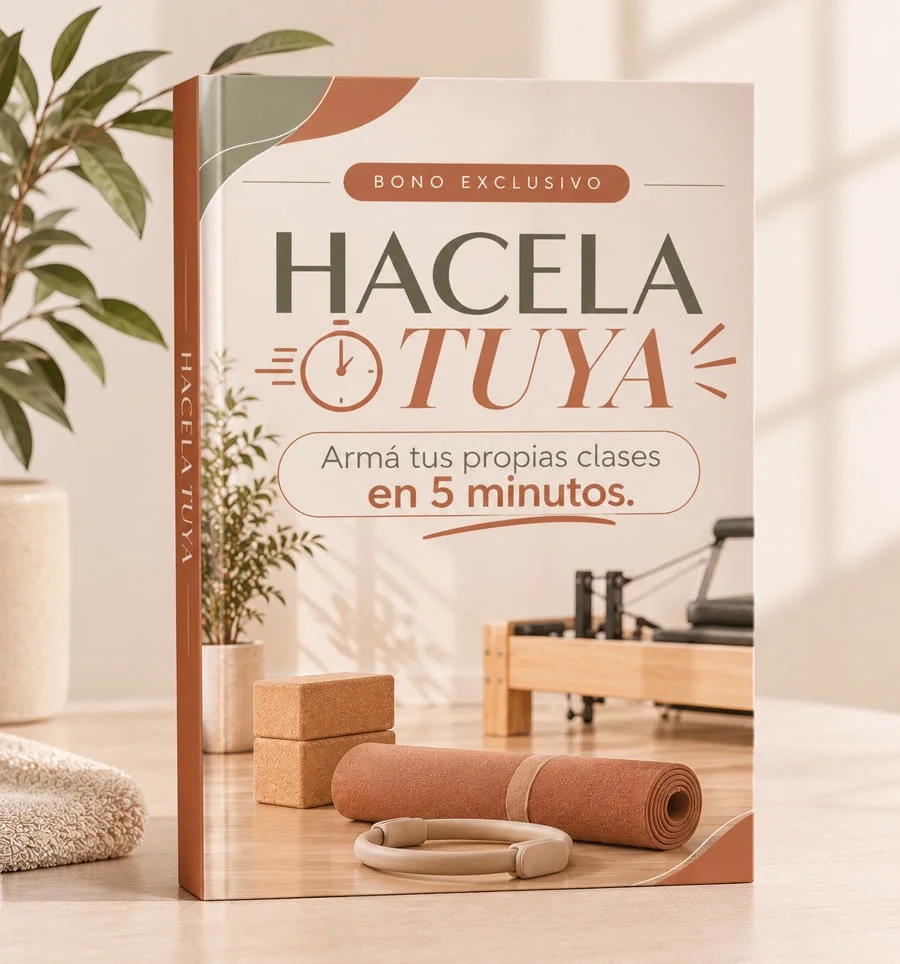 BONO EXCLUSIVO
HACELA
TUYA
Armá tus propias clases
en 5 minutos.
HACELA TUYA